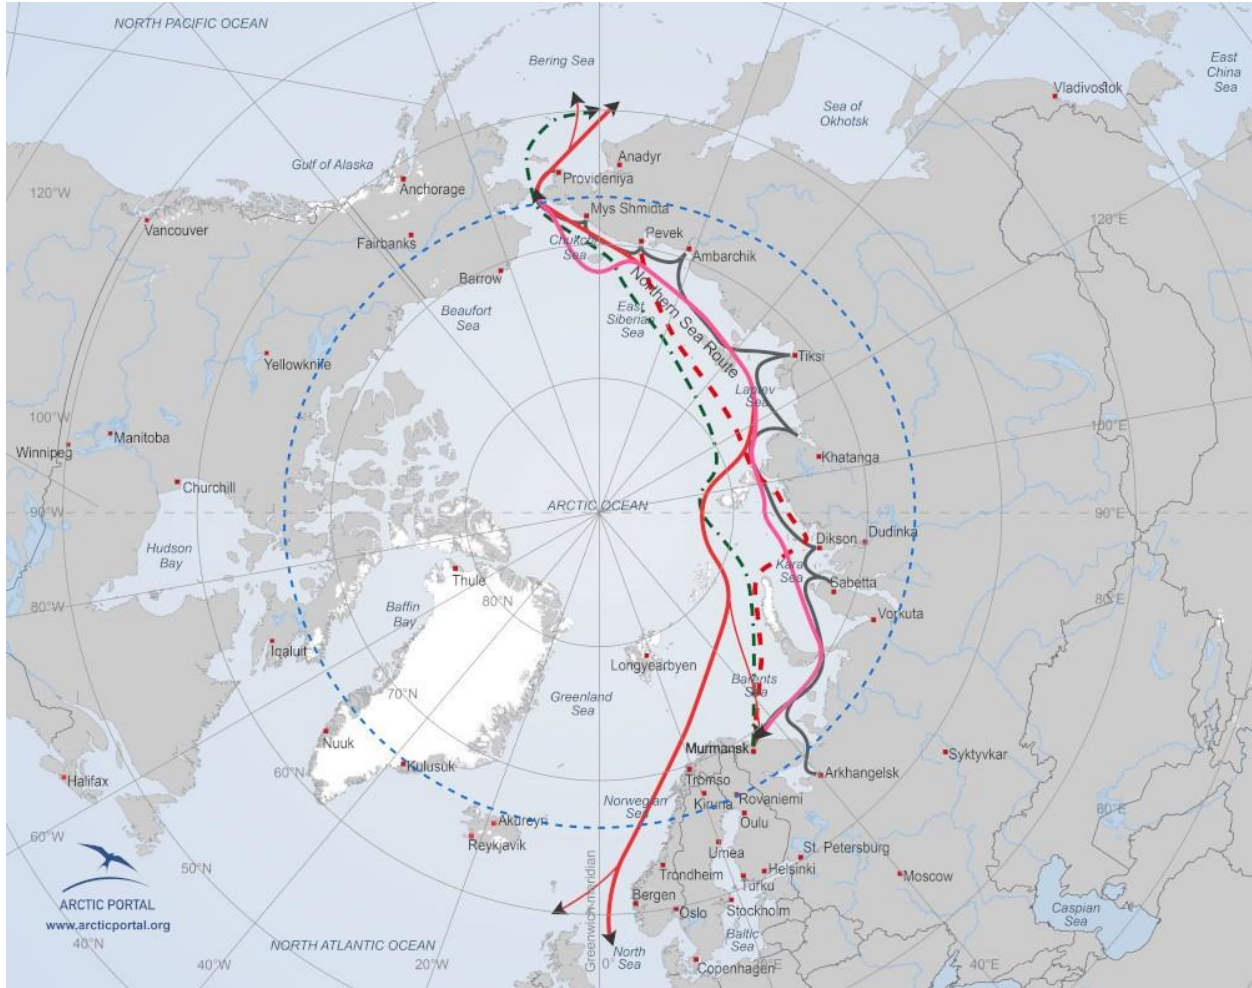 NORTH PACIFIC OCEAN
Bering Sea
East
China
Sea
Vladivostok
Sea of
Okhotsk
Gulf of Alaska
Anadyr
Provideniya
120°W
Anchorage
Mys Shmidta
120°E
Vancouver
Fairbanks
Chukchi
Sea
Pevek
Ambarchik
Barrow
Beaufort
Sea
East
Siberian
Sea
Northern Sea Route
Yellowknife
Tiksi
Laptev
Sea
100°W
100°E
Manitoba
Winnipeg
Khatanga
Churchill
ARCTIC OCEAN
90°W
90°E
Hudson
Bay
Dikson
Dudinka
Kara
Sea
Thule
Sabetta
80°W
80°N
80°E
Baffin
Bay
Vorkuta
Iqaluit
Longyearbyen
Barents
Sea
70°N
Greenland
Sea
Nuuk
Murmansk
Syktyvkar
Kulusuk
60°N
Halifax
Tromso
Arkhangelsk
Norwegian
Sea
Kiruna
Rovaniemi
60°E
Oulu
60°W
Akureyri
Reykjavik
Umea
St. Petersburg
50°N
Trondheim
Turku
Helsinki
Moscow
ARCTIC PORTAL
www.arcticportal.org
Bergen
Oslo
Stockholm
Caspian
Sea
Greenwich meridian
40°N
NORTH ATLANTIC OCEAN
North
Sea
Baltic
Sea
40°W
20°W
0°
Copenhagen
20°E
40°E